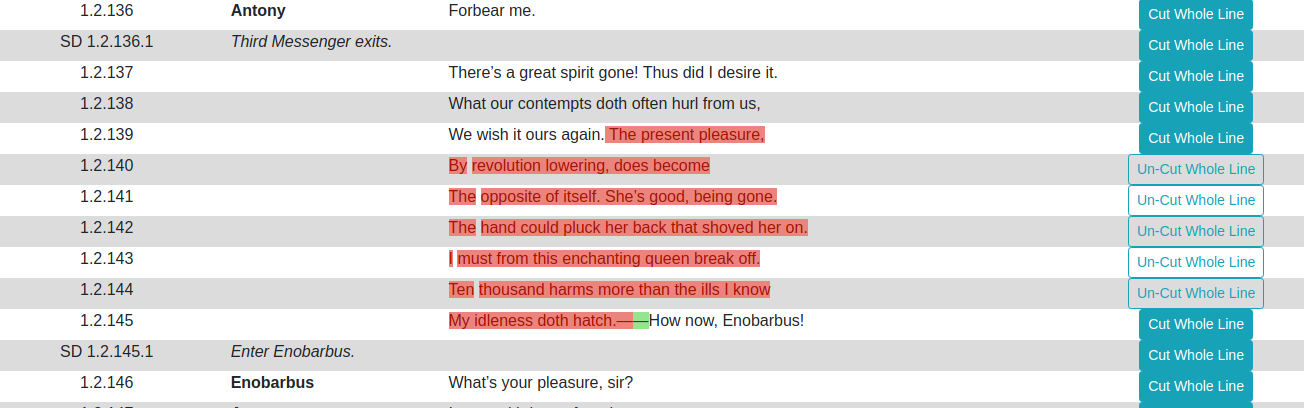 1.2.136 Antony Forbear me. Cut Whole Line
SD 1.2.136.1 Third Messenger exits. Cut Whole Line
1.2.137 There’s a great spirit gone! Thus did I desire it. Cut Whole Line
1.2.138 What our contempts doth often hurl from us, Cut Whole Line
1.2.139 We wish it ours again. The present pleasure, Cut Whole Line
1.2.140 By revolution lowering, does become Un-Cut Whole Line
1.2.141 The opposite of itself. She’s good, being gone. Un-Cut Whole Line
1.2.142 The hand could pluck her back that shoved her on. Un-Cut Whole Line
1.2.143 I must from this enchanting queen break off. Un-Cut Whole Line
1.2.144 Ten thousand harms more than the ills I know Un-Cut Whole Line
1.2.145 My idleness doth hatch.——How now, Enobarbus! Cut Whole Line
SD 1.2.145.1 Enter Enobarbus. Cut Whole Line
1.2.146 Enobarbus What’s your pleasure, sir? Cut Whole Line